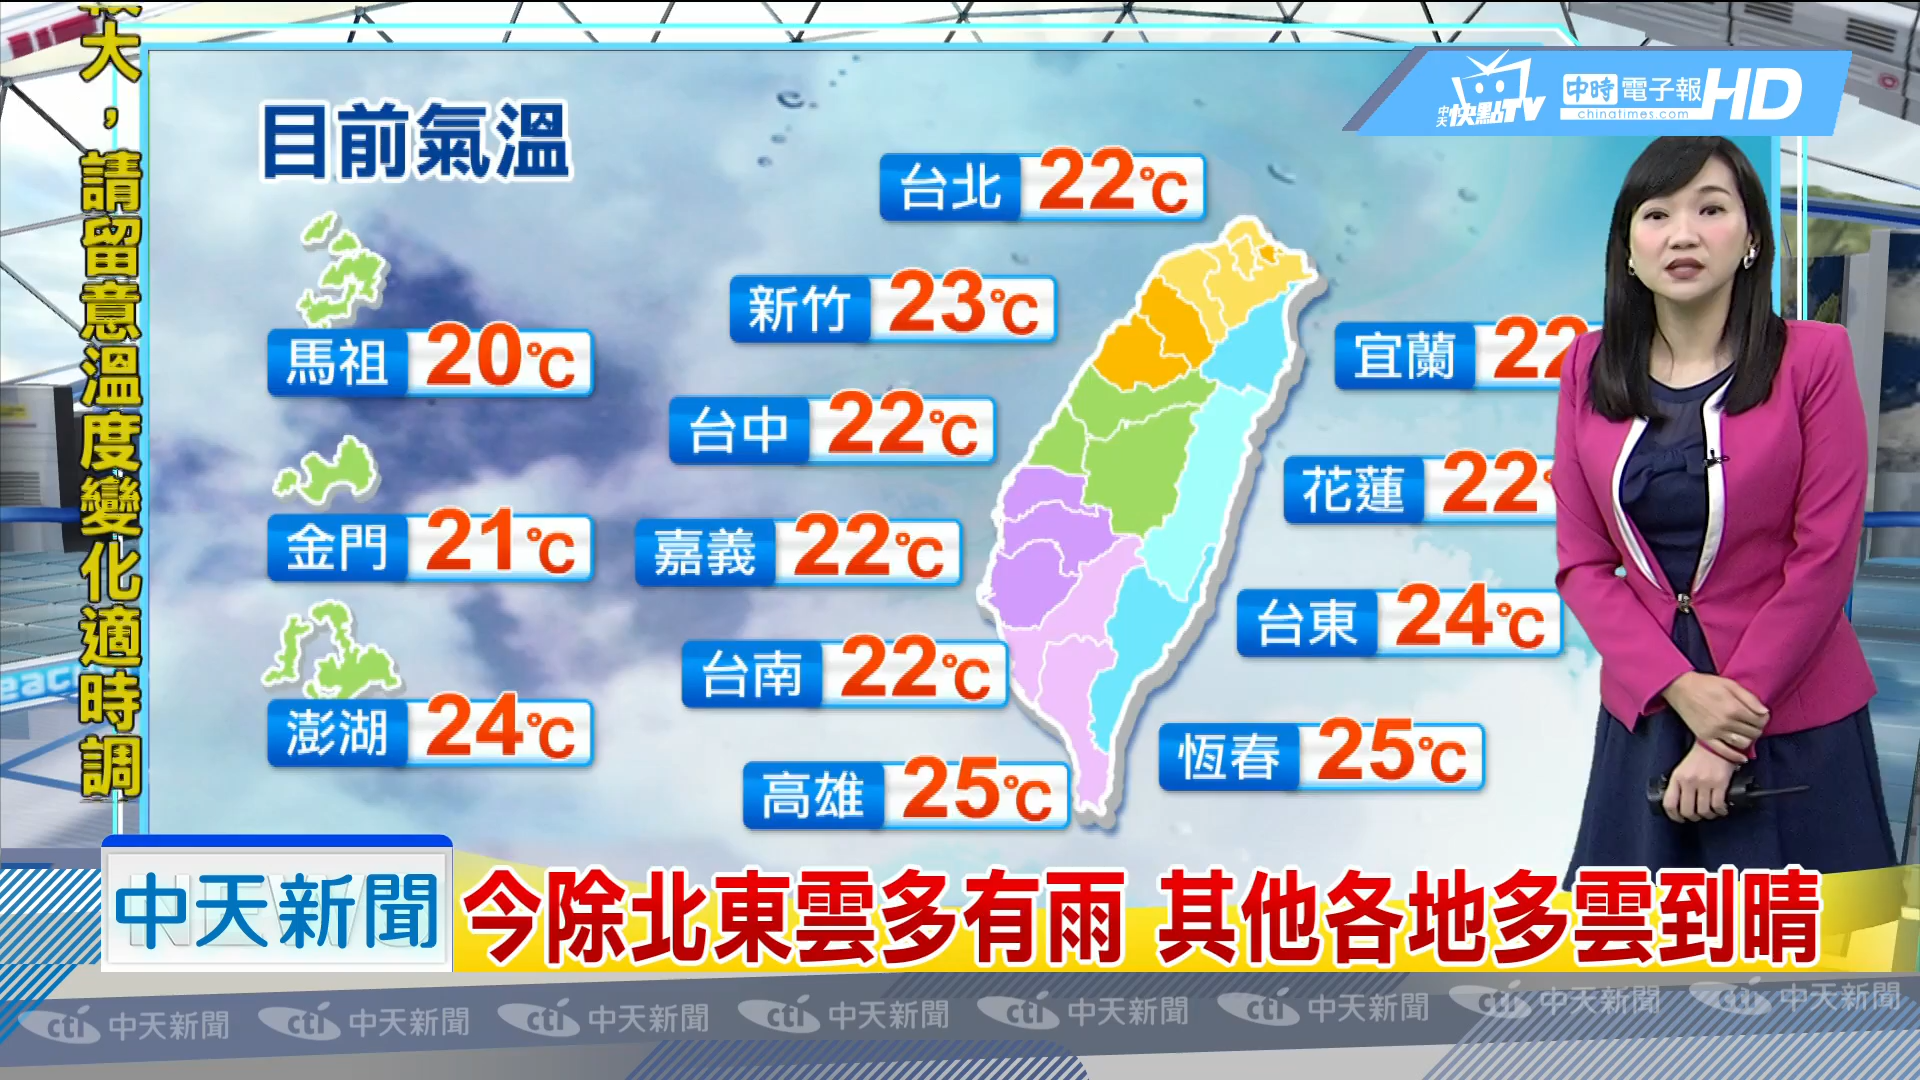 大，請留意溫度變化適時調
中天快點TV 中時電子報 HD
chinatimes.com
目前氣溫
台北 22℃
新竹 23℃
馬祖 20℃
宜蘭 22
台中 22℃
花蓮 22
金門 21℃
嘉義 22℃
台東 24℃
台南 22℃
澎湖 24℃
恆春 25℃
高雄 25℃
中天新聞
今除北東雲多有雨 其他各地多雲到晴
cti 中天新聞 cti 中天新聞 cti 中天新聞 cti 中天新聞 cti 中天新聞 cti 中天新聞 cti 中天新聞 cti 中天新聞